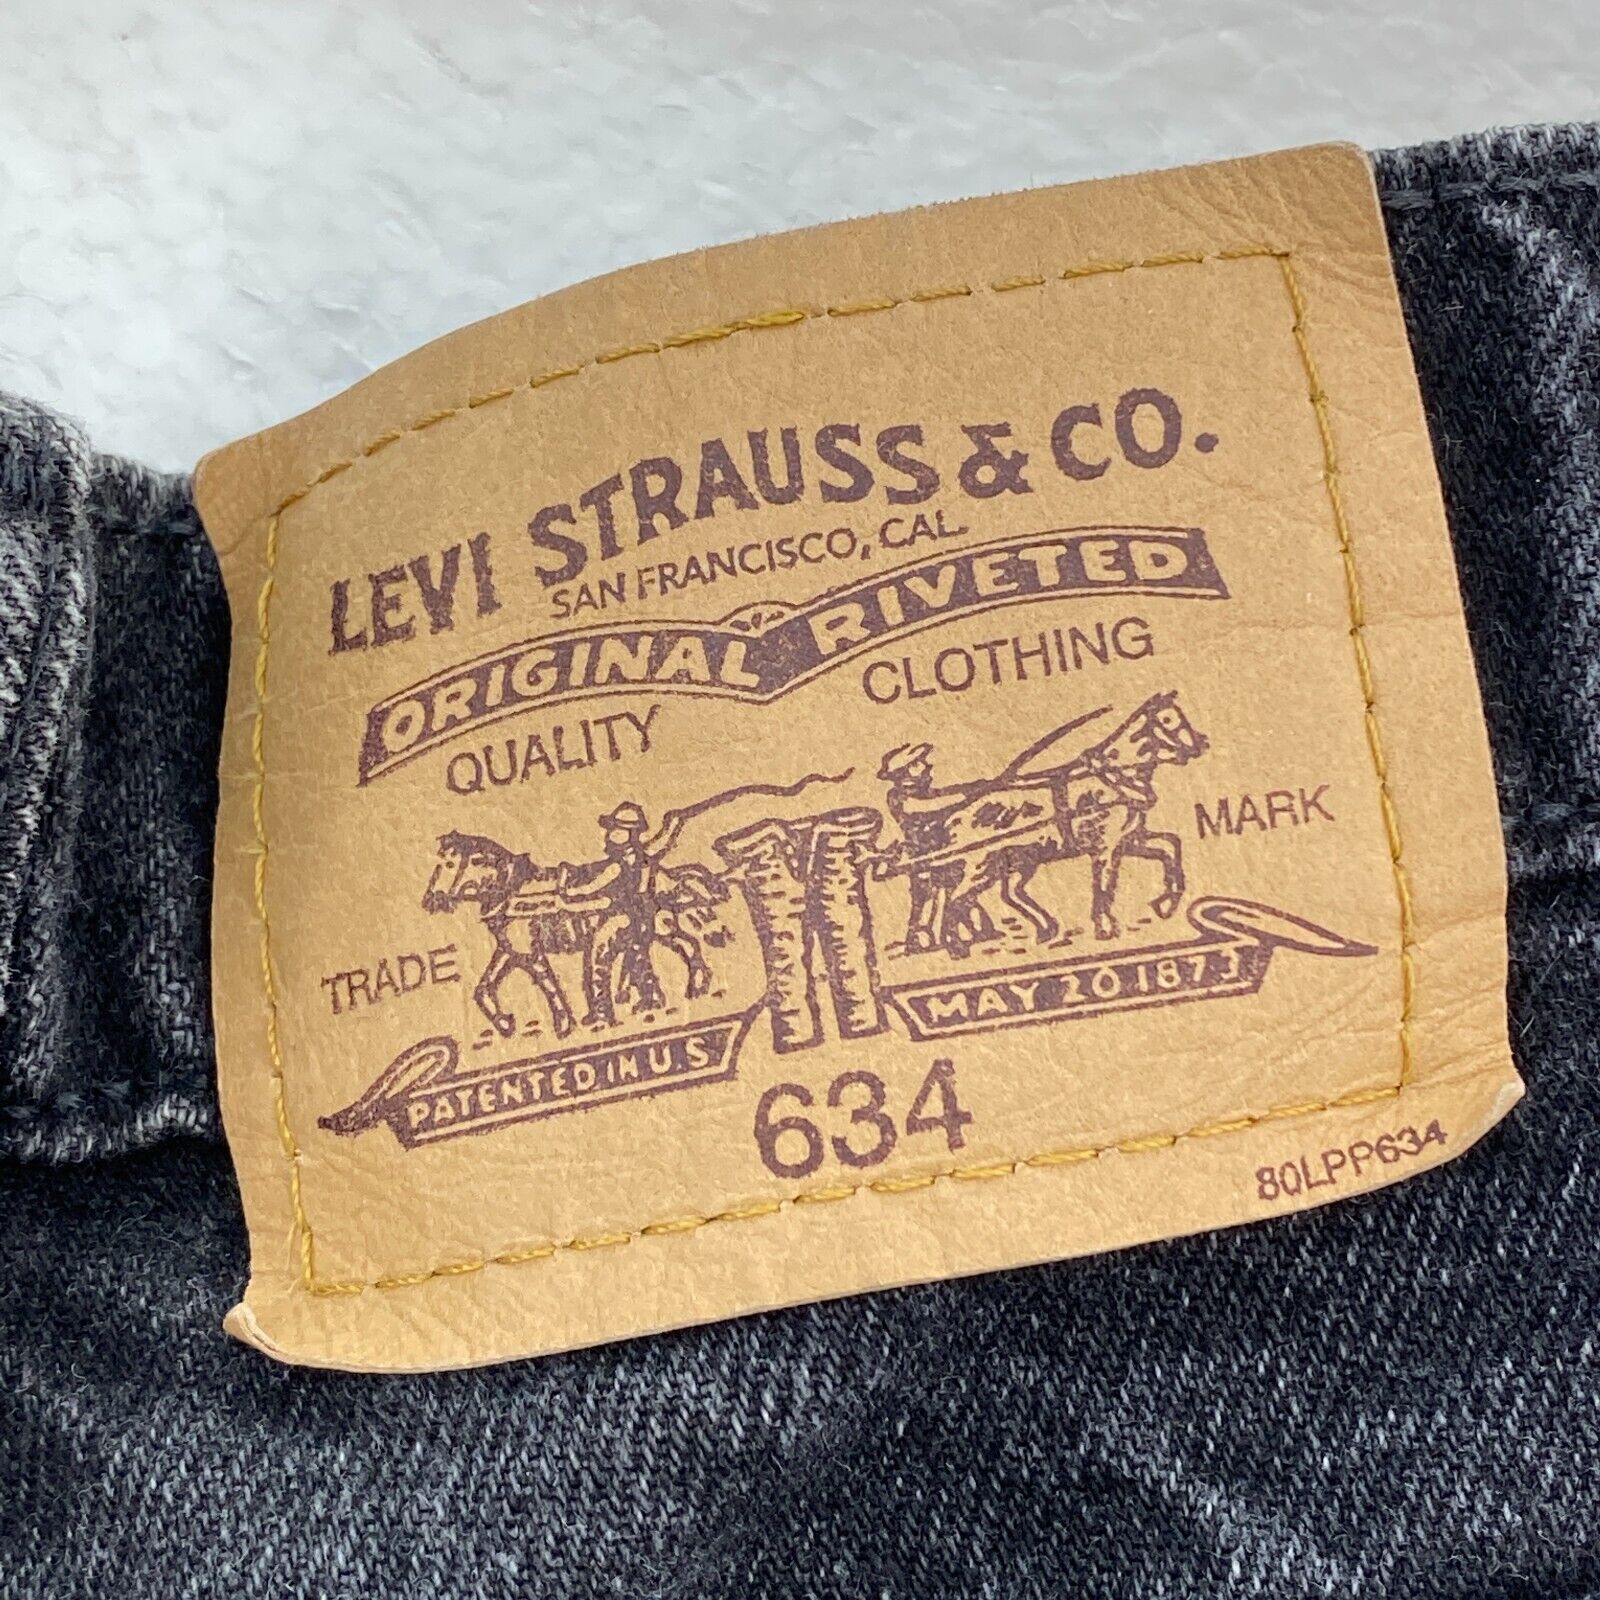 LEVI STRAUSS & CO.
SAN FRANCISCO, CAL.
ORIGINAL RIVETED
QUALITY CLOTHING
TRADE MARK
PATENTED IN U.S MAY 20 1873
634
80LPP634